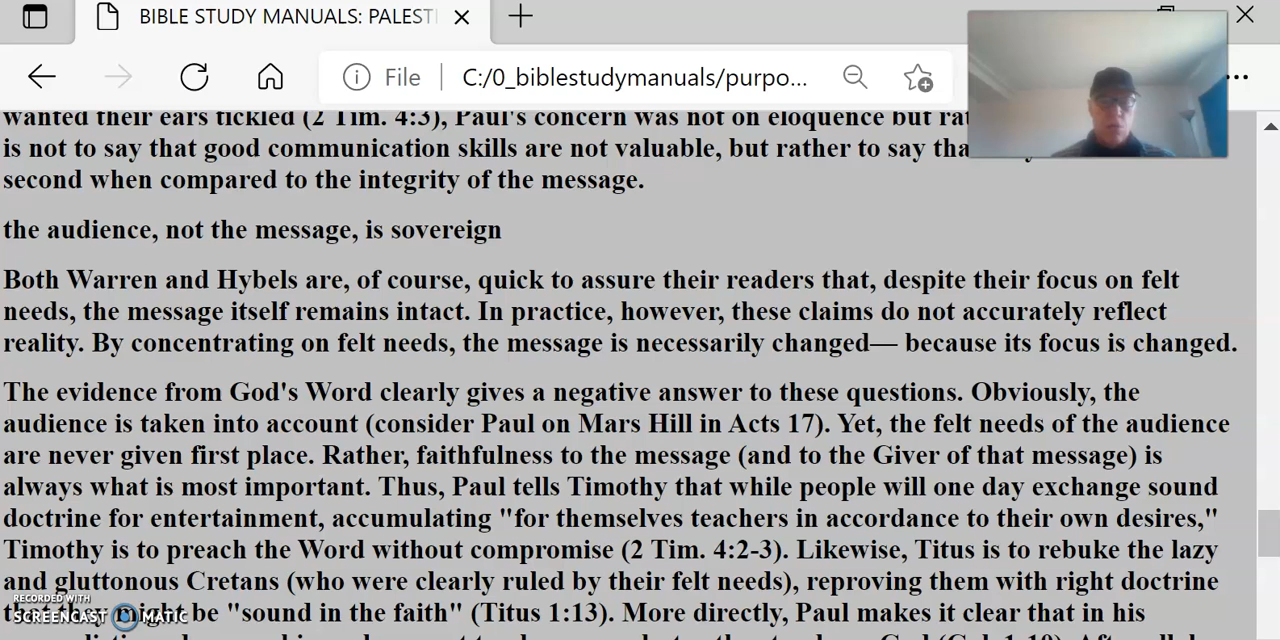 BIBLE STUDY MANUALS: PALEST
File
C:/0_biblestudymanuals/purpo...
wanted their ears tickled (2 Tim. 4:3), Paul's concern was not on eloquence but
is not to say that good communication skills are not valuable, but rather to say
second when compared to the integrity of the message.
the audience, not the message, is sovereign
Both Warren and Hybels are, of course, quick to assure their readers that, despite their focus on felt
needs, the message itself remains intact. In practice, however, these claims do not accurately reflect
reality. By concentrating on felt needs, the message is necessarily changed— because its focus is changed.
The evidence from God's Word clearly gives a negative answer to these questions. Obviously, the
audience is taken into account (consider Paul on Mars Hill in Acts 17). Yet, the felt needs of the audience
are never given first place. Rather, faithfulness to the message (and to the Giver of that message) is
always what is most important. Thus, Paul tells Timothy that while people will one day exchange sound
doctrine for entertainment, accumulating "for themselves teachers in accordance to their own desires,"
Timothy is to preach the Word without compromise (2 Tim. 4:2-3). Likewise, Titus is to rebuke the lazy
and gluttonous Cretans (who were clearly ruled by their felt needs), reproving them with right doctrine
might be "sound in the faith" (Titus 1:13). More directly, Paul makes it clear that in his
RECORDED WITH
SCREENCAST MATIC